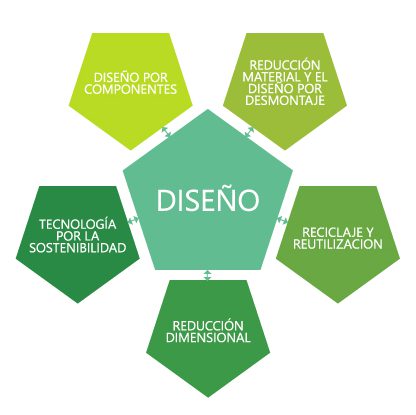 DISEÑO POR
COMPONENTES
REDUCCIÓN
MATERIAL Y EL
DISEÑO POR
DESMONTAJE
DISEÑO
TECNOLOGÍA
POR LA
SOSTENIBILIDAD
RECICLAJE Y
REUTILIZACION
REDUCCIÓN
DIMENSIONAL